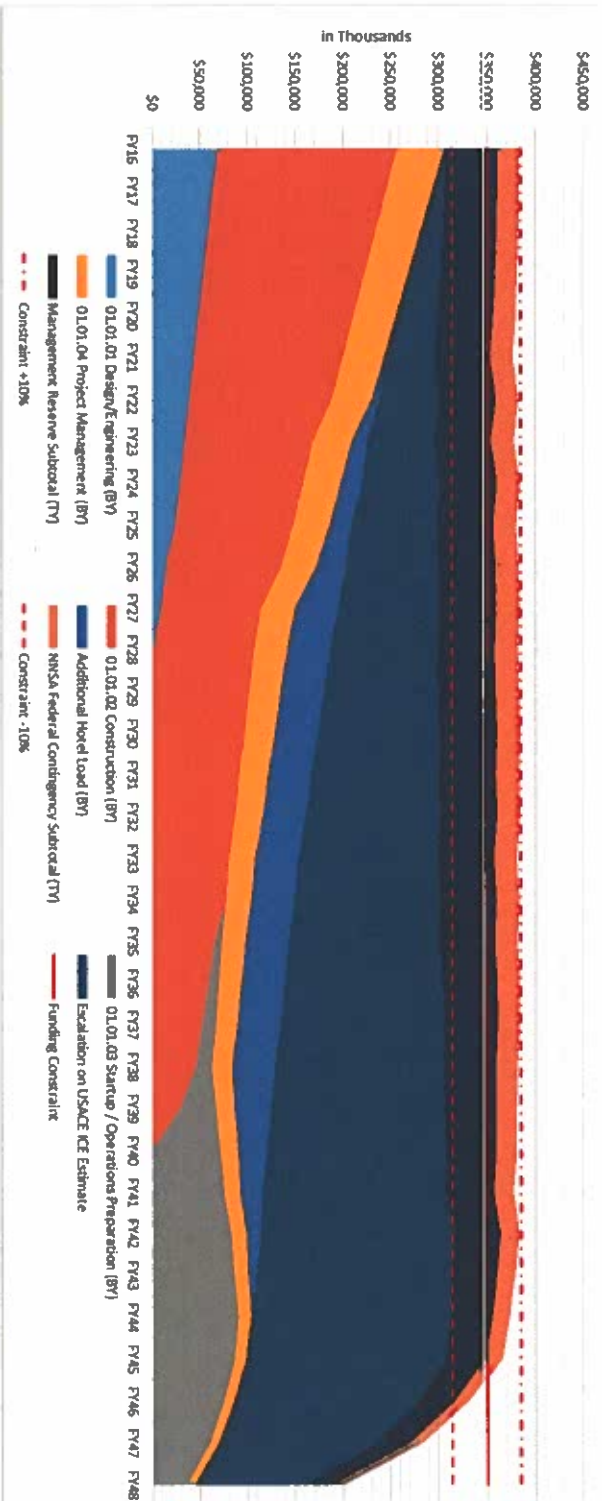 in Thousands
$450,000
$400,000
$350,000
$300,000
$250,000
$200,000
$150,000
$100,000
$50,000
$0
FY16 FY17 FY18 FY19 FY20 FY21 FY22 FY23 FY24 FY25 FY26 FY27 FY28 FY29 FY30 FY31 FY32 FY33 FY34 FY35 FY36 FY37 FY38 FY39 FY40 FY41 FY42 FY43 FY44 FY45 FY46 FY47 FY48
01.01.01 Design/Engineering (BY) 01.01.02 Construction (BY) 01.01.03 Startup / Operations Preparation (BY)
01.01.04 Project Management (BY) Additional Hotel Load (BY) Escalation on USACE ICE Estimate
Management Reserve Subtotal (TY) NNSA Federal Contingency Subtotal (TY) Funding Constraint
Constraint +10% Constraint -10%